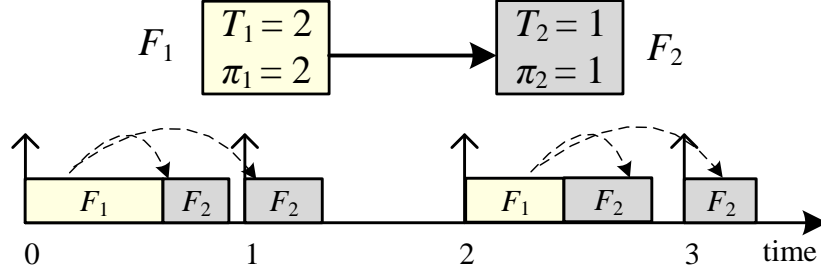 F₁ T₁ = 2 T₂ = 1 F₂
π₁ = 2 π₂ = 1
F₁ F₂ F₂ F₁ F₂ F₂
0 1 2 3 time